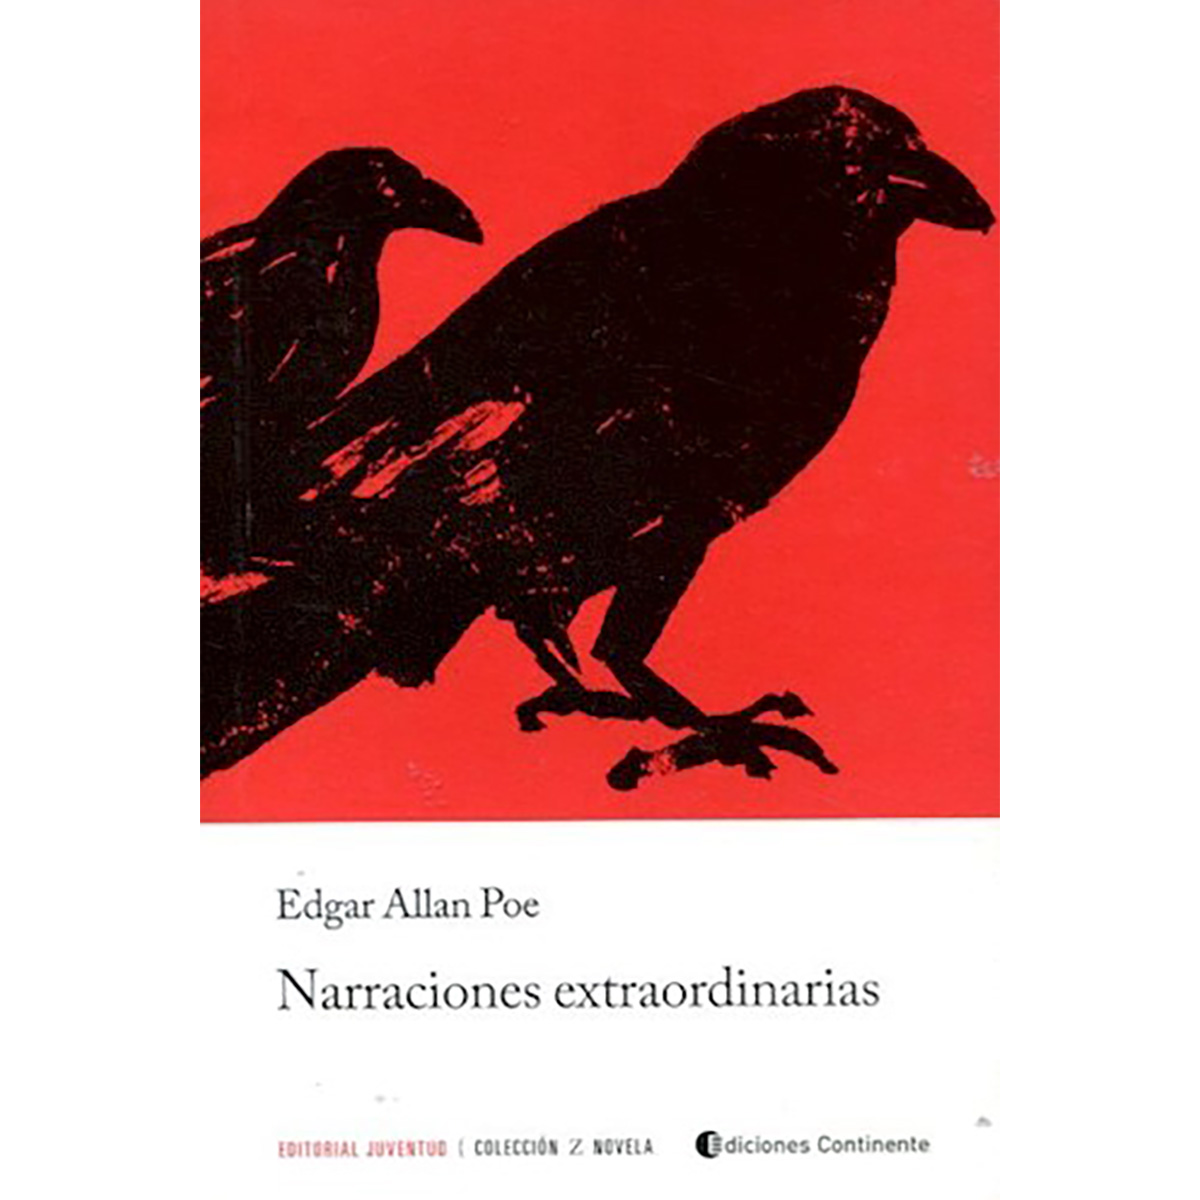 Edgar Allan Poe
Narraciones extraordinarias
EDITORIAL JUVENTUD ( COLECCIÓN Z NOVELA Ediciones Continente